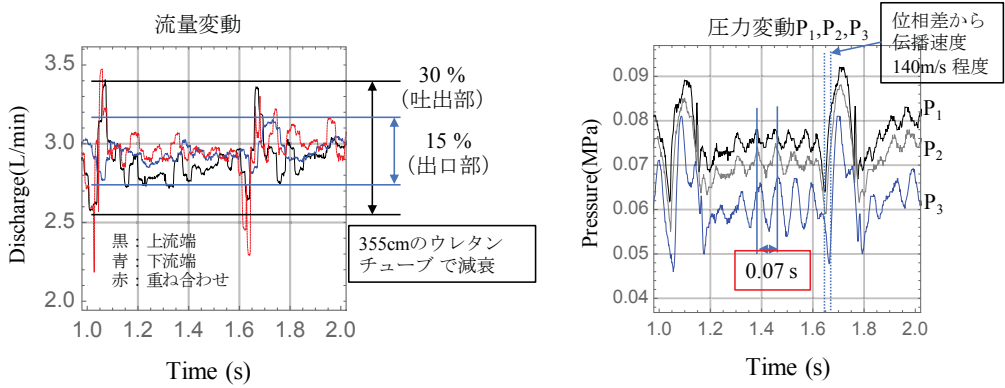 流量変動
Discharge(L/min)
3.5
3.0
2.5
2.0
1.0
1.2
1.4
1.6
1.8
2.0
Time (s)
30 %
(吐出部)
15 %
(出口部)
黒：上流端
青：下流端
赤：重ね合わせ
355cmのウレタン
チューブで減衰
圧力変動P₁,P₂,P₃
位相差から
伝播速度
140m/s 程度
Pressure(MPa)
0.09
0.08
0.07
0.06
0.05
0.04
P₁
P₂
P₃
0.07 s
1.0
1.2
1.4
1.6
1.8
2.0
Time (s)